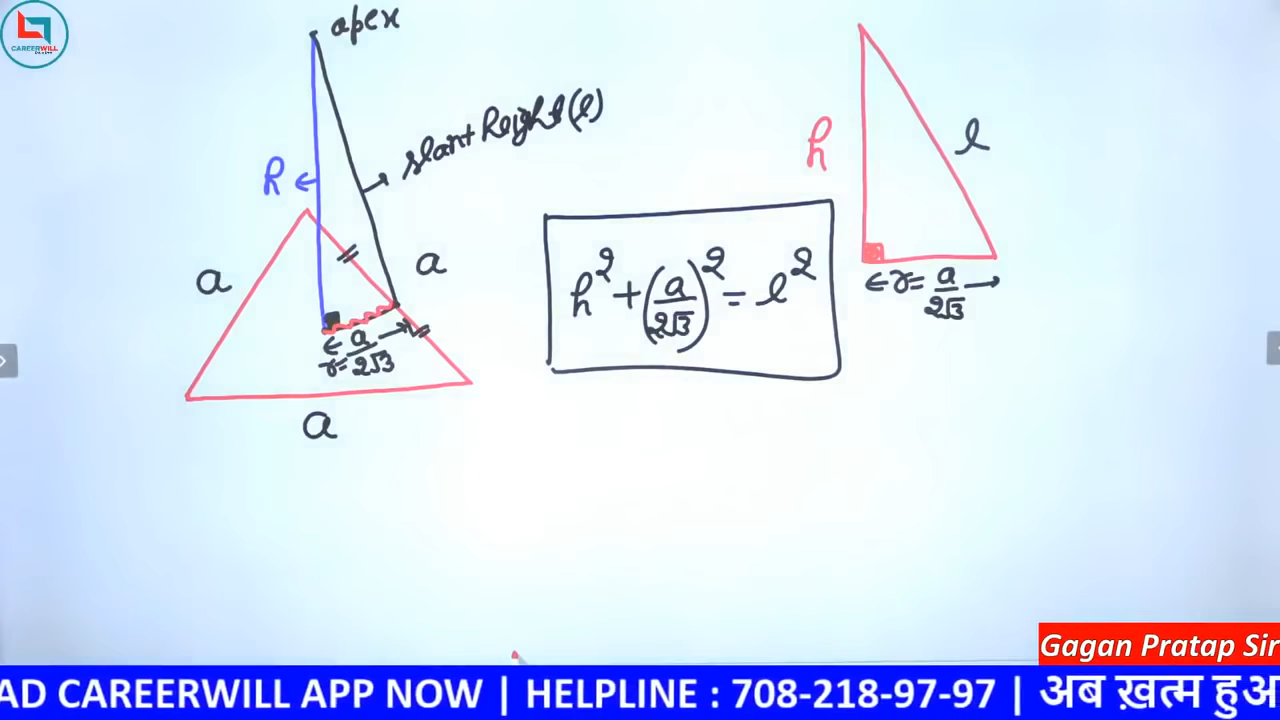 CAREERWILL
apex
slant height (l)
h
h
l
a
a
h² + (a/2√3)² = l²
r = a/2√3
r = a/2√3
a
Gagan Pratap Sir
AD CAREERWILL APP NOW | HELPLINE : 708-218-97-97 | अब ख़त्म हुआ